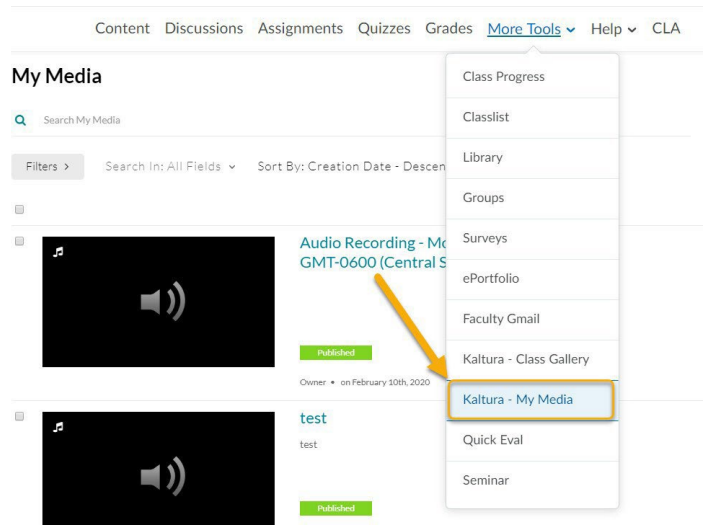 Content Discussions Assignments Quizzes Grades More Tools Help CLA
My Media
Search My Media
Filters > Search In: All Fields Sort By: Creation Date - Descen
Audio Recording - Mo
GMT-0600 (Central S
Published
Owner • on February 10th, 2020
test
test
Published
Class Progress
Classlist
Library
Groups
Surveys
ePortfolio
Faculty Gmail
Kaltura - Class Gallery
Kaltura - My Media
Quick Eval
Seminar